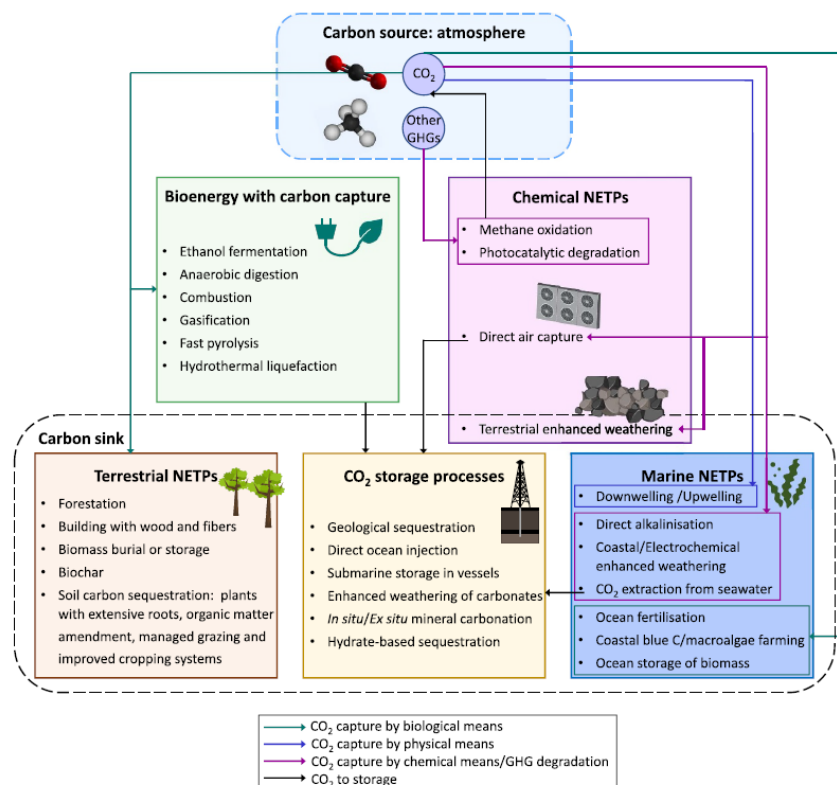 Carbon source: atmosphere
CO₂
Other
GHGs
Bioenergy with carbon capture
• Ethanol fermentation
• Anaerobic digestion
• Combustion
• Gasification
• Fast pyrolysis
• Hydrothermal liquefaction
Chemical NETPs
• Methane oxidation
• Photocatalytic degradation
• Direct air capture
• Terrestrial enhanced weathering
Carbon sink
Terrestrial NETPs
• Forestation
• Building with wood and fibers
• Biomass burial or storage
• Biochar
• Soil carbon sequestration: plants
with extensive roots, organic matter
amendment, managed grazing and
improved cropping systems
CO₂ storage processes
• Geological sequestration
• Direct ocean injection
• Submarine storage in vessels
• Enhanced weathering of carbonates
• In situ/Ex situ mineral carbonation
• Hydrate-based sequestration
Marine NETPs
• Downwelling /Upwelling
• Direct alkalinisation
• Coastal/Electrochemical
enhanced weathering
• CO₂ extraction from seawater
• Ocean fertilisation
• Coastal blue C/macroalgae farming
• Ocean storage of biomass
CO₂ capture by biological means
CO₂ capture by physical means
CO₂ capture by chemical means/GHG degradation
CO₂ to storage